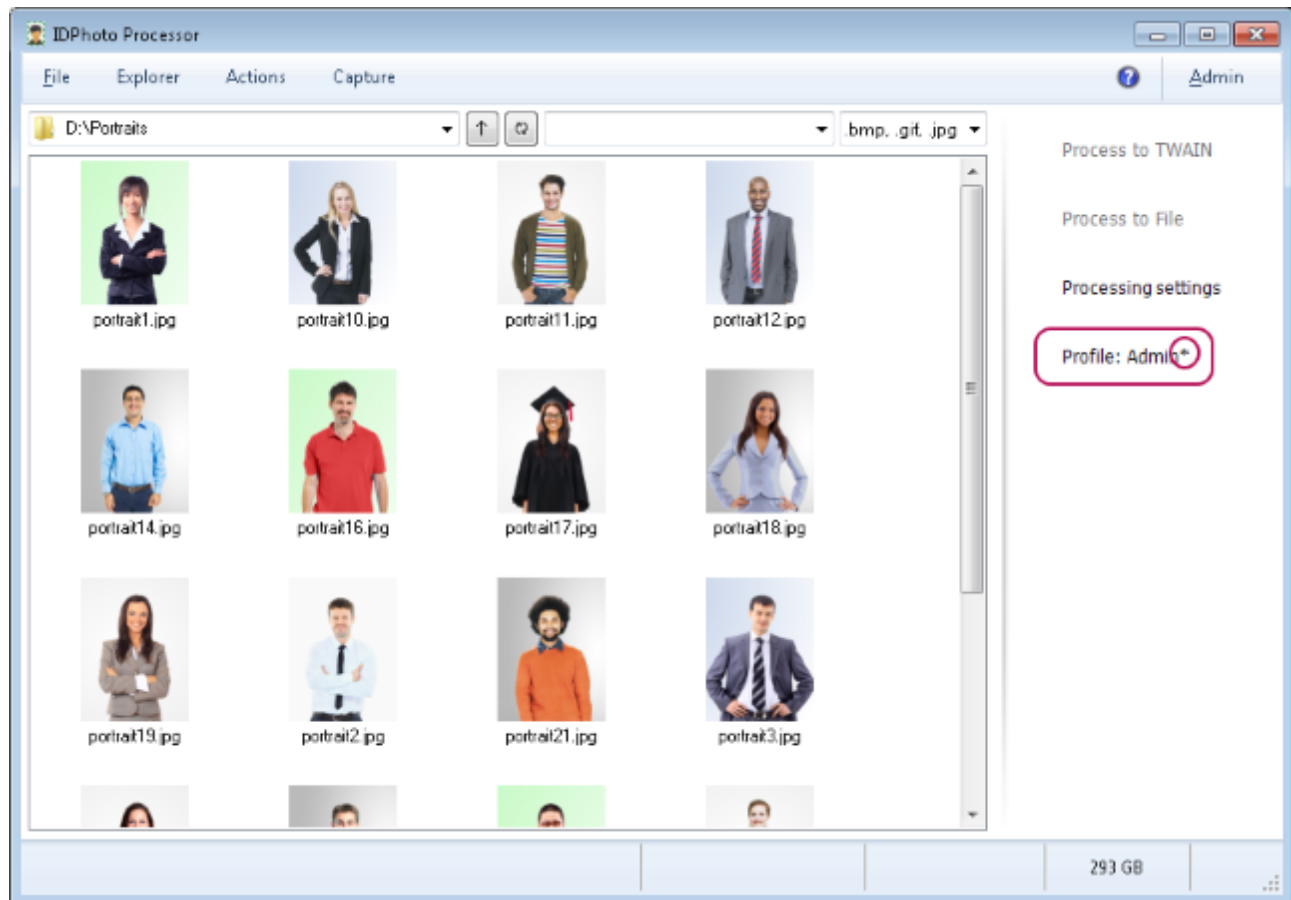 IDPhoto Processor
File Explorer Actions Capture Admin
D:\Portraits .bmp, .gif, .jpg
Process to TWAIN
Process to File
Processing settings
Profile: Admin*
portrait1.jpg portrait10.jpg portrait11.jpg portrait12.jpg
portrait14.jpg portrait16.jpg portrait17.jpg portrait18.jpg
portrait19.jpg portrait2.jpg portrait21.jpg portrait3.jpg
293 GB